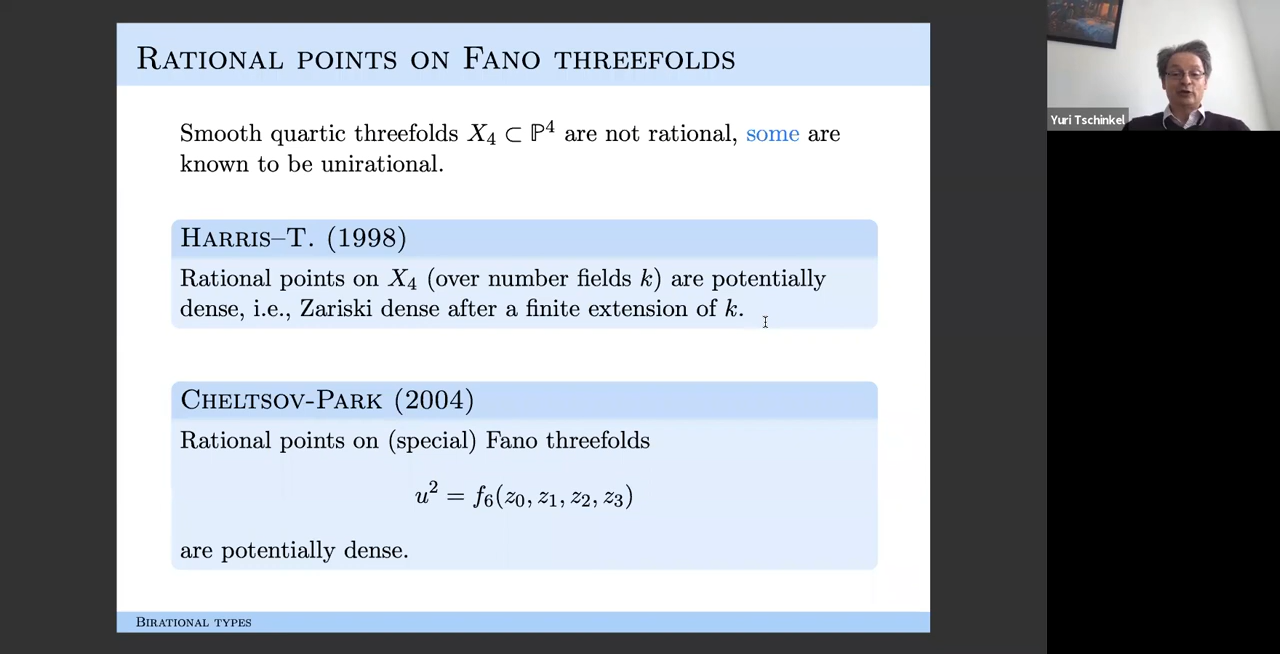 RATIONAL POINTS ON FANO THREEFOLDS
Smooth quartic threefolds X₄ ⊂ ℙ⁴ are not rational, some are
known to be unirational.
HARRIS–T. (1998)
Rational points on X₄ (over number fields k) are potentially
dense, i.e., Zariski dense after a finite extension of k.
CHELTSOV-PARK (2004)
Rational points on (special) Fano threefolds
u² = f₆(z₀, z₁, z₂, z₃)
are potentially dense.
BIRATIONAL TYPES
Yuri Tschinkel